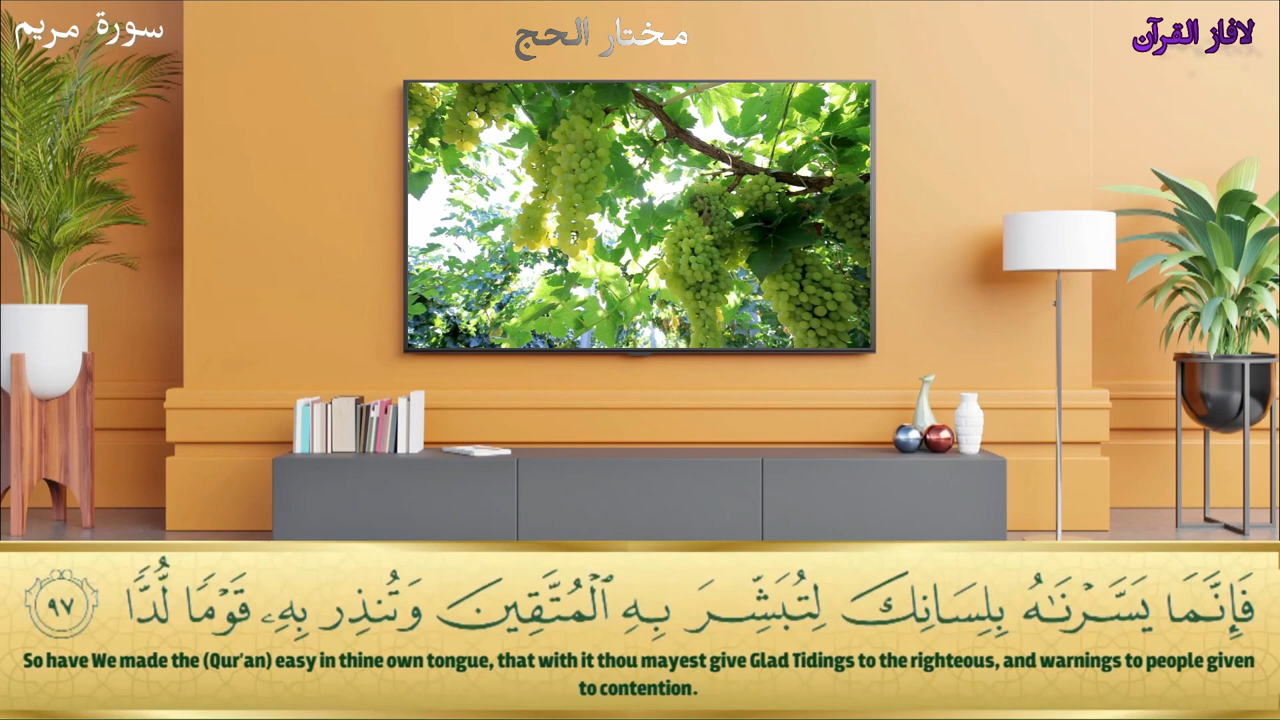 سورة مريم
مختار الحج
لافاز القرآن
فَإِنَّمَا يَسَّرْنَٰهُ بِلِسَانِكَ لِتُبَشِّرَ بِهِ ٱلْمُتَّقِينَ وَتُنذِرَ بِهِۦ قَوْمًا لُّدًّا ٩٧
So have We made the (Qur'an) easy in thine own tongue, that with it thou mayest give Glad Tidings to the righteous, and warnings to people given
to contention.